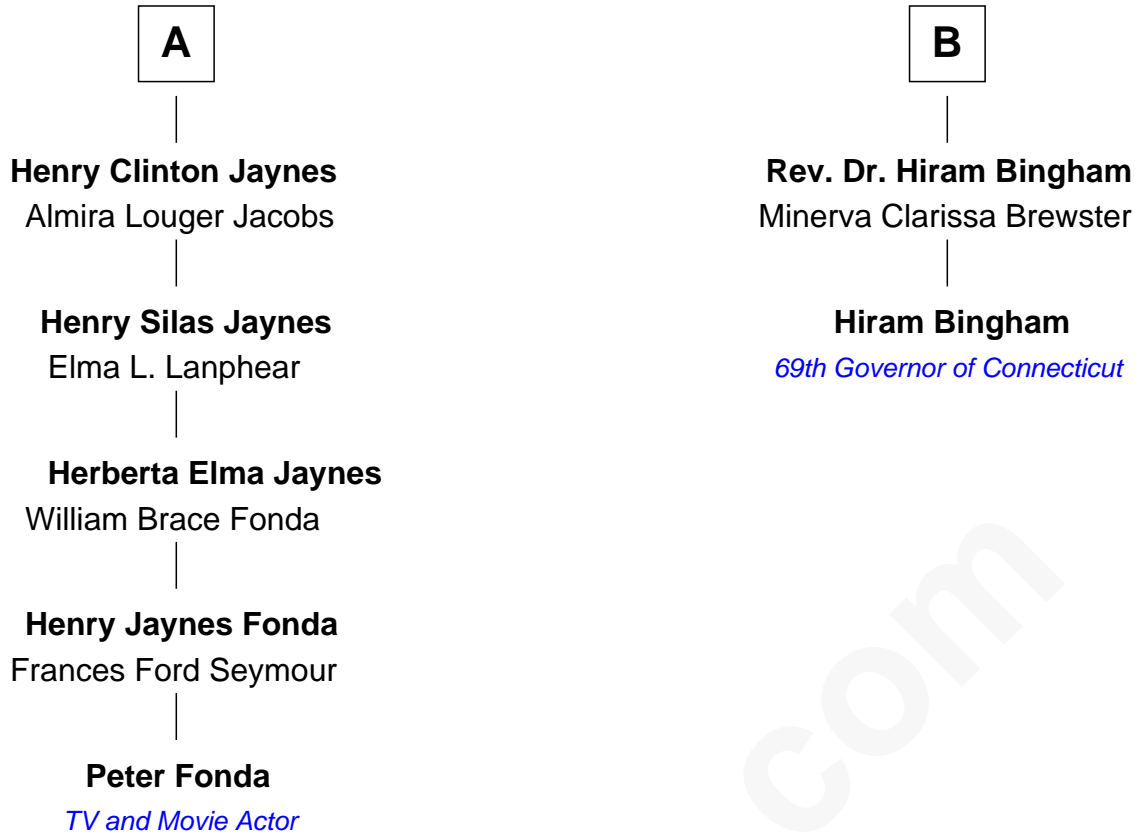 A
Henry Clinton Jaynes
Almira Louger Jacobs
Henry Silas Jaynes
Elma L. Lanphear
Herberta Elma Jaynes
William Brace Fonda
Henry Jaynes Fonda
Frances Ford Seymour
Peter Fonda
TV and Movie Actor
B
Rev. Dr. Hiram Bingham
Minerva Clarissa Brewster
Hiram Bingham
69th Governor of Connecticut
com